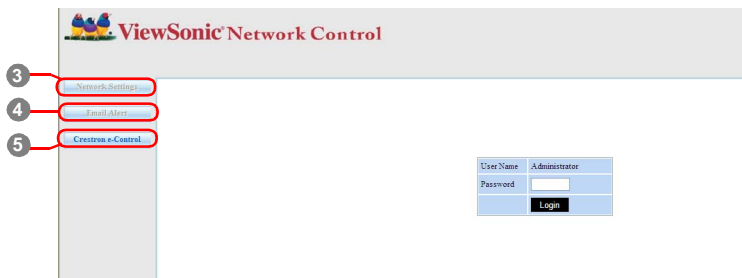 ViewSonic® Network Control
3
Network Settings
4
Email Alert
5
Crestron e-Control
User Name Administrator
Password
Login